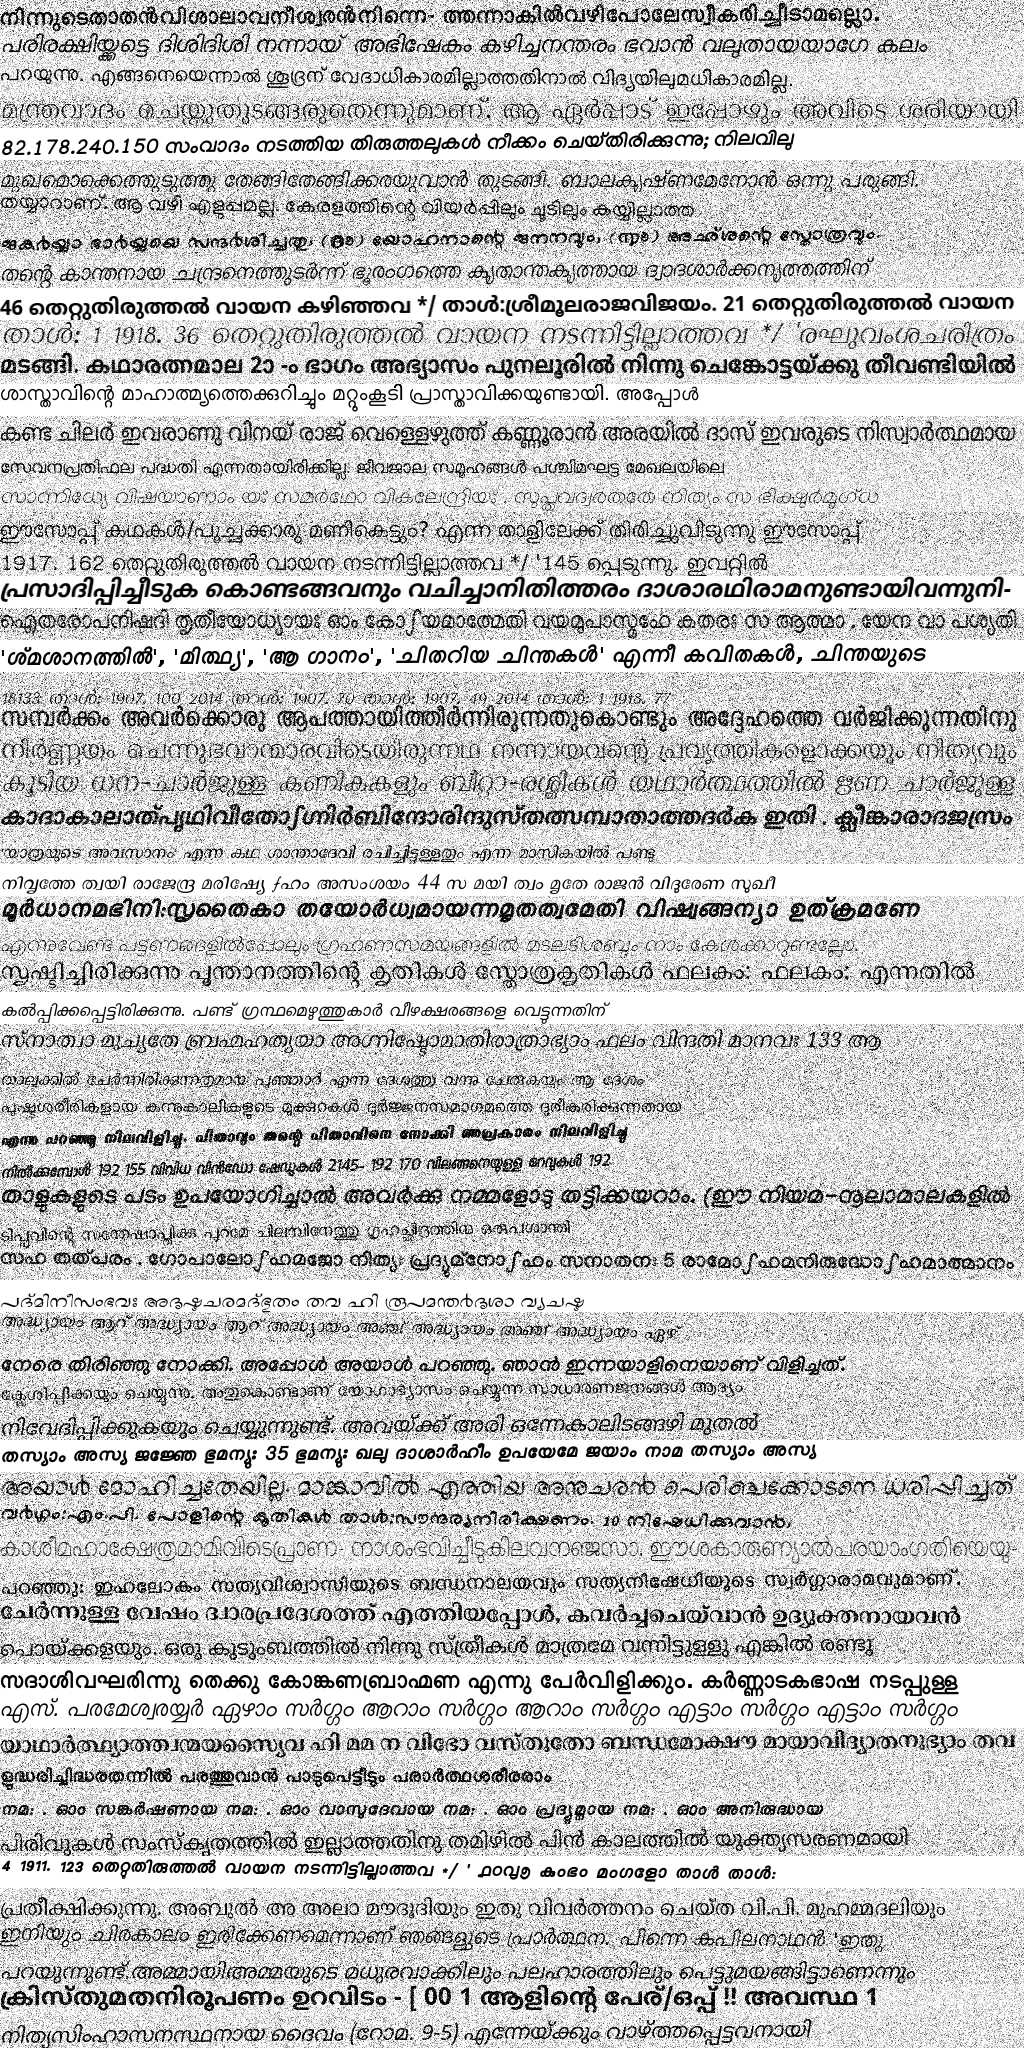 നിന്നുടെതാതൻവിശാലാവനീശ്വരൻനിന്നെ- ത്തന്നാകിൽവഴിപോലേസ്വീകരിച്ചീടാമല്ലൊ.
പരിരക്ഷിയ്ക്കട്ടെ ദിശിദിശി നന്നായ് അഭിഷേകം കഴിച്ചനന്തരം ഭവാൻ വലുതായയാഗേ കലം
പറയുന്നു. എങ്ങനെയെന്നാൽ ശൂദ്രന് വേദാധികാരമില്ലാത്തതിനാൽ വിദ്യയിലുമധികാരമില്ല.
മന്ത്രവാദം ചെയ്തുതുടങ്ങരുതെന്നുമാണ്. ആ ഏർപ്പാട് ഇപ്പോഴും അവിടെ ശരിയായി
82.178.240.150 സംവാദം നടത്തിയ തിരുത്തലുകൾ നീക്കം ചെയ്തിരിക്കുന്നു; നിലവിലു
മുഖമൊക്കെത്തുടുത്തു തേങ്ങിതേങ്ങിക്കരയുവാൻ തുടങ്ങി. ബാലകൃഷ്ണമേനോൻ ഒന്നു പരുങ്ങി.
തയ്യാറാണ്. ആ വഴി എളുപ്പമല്ല. കേരളത്തിന്റെ വിയർപ്പിലും ചൂടിലും കയ്യില്ലാത്ത
ഭാർയ്യയെ സന്ദർശിച്ചതു, (൫ാം) യോഹനാന്റെ ജനനവും, (൬ാം) അഹ്രശന്റെ സ്തോത്രവും.
തന്റെ കാന്തനായ ചന്ദ്രനെത്തുടർന്ന് ഭൂരംഗത്തെ കൃതാന്തകൃത്തായ ദ്വാദശാർക്കനൃത്തത്തിന്
46 തെറ്റുതിരുത്തൽ വായന കഴിഞ്ഞവ */ താൾ:ശ്രീമൂലരാജവിജയം. 21 തെറ്റുതിരുത്തൽ വായന
താൾ: 1 1918. 36 തെറ്റുതിരുത്തൽ വായന നടന്നിട്ടില്ലാത്തവ */ 'രഘുവംശചരിത്രം
മടങ്ങി. കഥാരത്നമാല 2ാ -ം ഭാഗം അഭ്യാസം പുനലൂരിൽ നിന്നു ചെങ്കോട്ടയ്ക്കു തീവണ്ടിയിൽ
ശാസ്താവിന്റെ മാഹാത്മ്യത്തെക്കുറിച്ചും മറ്റുംകൂടി പ്രാസ്താവിക്കയുണ്ടായി. അപ്പോൾ
കണ്ട ചിലർ ഇവരാണു വിനയ് രാജ് വെള്ളെഴുത്ത് കണ്ണൂരാൻ അരയിൽ ദാസ് ഇവരുടെ നിസ്വാർത്ഥമായ
സേവനപ്രതിഫല പദ്ധതി എന്നതായിരിക്കില്ല. ജീവജാല സമൂഹങ്ങൾ പശ്ചിമഘട്ട മേഖലയിലെ
സാന്നിധ്യേ വിഷയാണാം യഃ സമർഥോ വികലേന്ദ്രിയഃ . സുപ്തവദ്വരതതേ നിത്യം സ ഭിക്ഷുർമുഗ്ധ
ഈസോപ്പ് കഥകൾ/പൂച്ചക്കാരു മണികെട്ടും? എന്ന താളിലേക്ക് തിരിച്ചുവിടുന്നു ഈസോപ്പ്
1917. 162 തെറ്റുതിരുത്തൽ വായന നടന്നിട്ടില്ലാത്തവ */ '145 പ്പെടുന്നു. ഇവറ്റിൽ
പ്രസാദിപ്പിച്ചീടുക കൊണ്ടങ്ങവനും വചിച്ചാനിതിത്തരം ദാശാരഥിരാമനുണ്ടായിവന്നുനി-
ഐതരോപനിഷദി തൃതീയോധ്യായഃ ഓം കോഽയമാത്മേതി വയമുപാസ്മഹേ കതരഃ സ ആത്മാ , യേന വാ പശ്യതി
'ശ്മശാനത്തിൽ', 'മിത്ഥ്യ', 'ആ ഗാനം', 'ചിതറിയ ചിന്തകൾ' എന്നീ കവിതകൾ, ചിന്തയുടെ
18133 താൾ: 1907. 100 2014 താൾ: 1907. 70 താൾ: 1907. 49 2014 താൾ: 1 1918. 77
സമ്പർക്കം അവർക്കൊരു ആപത്തായിത്തീർന്നിരുന്നതുകൊണ്ടും അദ്ദേഹത്തെ വർജിക്കുന്നതിനു
നീർണ്ണയം ചെന്നുഭവാന്മാരവിടെയിരുന്നഥ നന്നായവന്റെ പ്രവൃത്തികളൊക്കയും നിത്യവും
കൂടിയ ധന-ചാർജുള്ള കണികകളും ബീറ്റാ-രശ്മികൾ യഥാർത്ഥത്തിൽ ഋണ ചാർജുള്ള
കാദാകാലാത്പൃഥിവീതോഽഗ്നിർബിന്ദോരിന്ദുസ്തത്സമ്പാതാത്തദർക ഇതി . ക്ലീങ്കാരാദജസ്രം
'യാത്രയുടെ അവസാനം' എന്ന കഥ ശാന്താദേവി രചിച്ചിട്ടുള്ളതും എന്ന മാസികയിൽ പണ്ടു
നിവൃത്തേ ത്വയി രാജേന്ദ്ര മരിഷ്യേ ഽഹം അസംശയം 44 സ മയി ത്വം മൃതേ രാജൻ വിദുരേണ സുഖീ
മൂർധാനമഭിനി:സൃതൈകാ തയോർധ്വമായന്നമൃതത്വമേതി വിഷ്വങ്ങന്യാ ഉത്ക്രമണേ
എന്നുവേണ്ട പട്ടണങ്ങളിൽപ്പോലും ഗ്രഹണസമയങ്ങളിൽ മടലടിശബ്ദം നാം കേൾക്കാറുണ്ടല്ലോ.
സൃഷ്ടിച്ചിരിക്കുന്നു പൂന്താനത്തിന്റെ കൃതികൾ സ്തോത്രകൃതികൾ ഫലകം: ഫലകം: എന്നതിൽ
കൽപ്പിക്കപ്പെട്ടിരിക്കുന്നു. പണ്ട് ഗ്രന്ഥമെഴുത്തുകാർ വീഴക്ഷരങ്ങളെ വെട്ടുന്നതിന്
സ്നാത്വാ മുച്യതേ ബ്രഹ്മഹത്യയാ അഗ്നിഷ്ടോമാതിരാത്രാഭ്യാം ഫലം വിന്ദതി മാനവഃ 133 ആ
താലൂക്കിൽ ചേർന്നിരിക്കുന്നതുമായ പൂഞ്ഞാർ എന്ന ദേശത്തു വന്നു ചേരുകയും ആ ദേശം
പുഷ്ടശരീരികളായ കന്നുകാലികളുടെ മുക്കുറകൾ ദുർജ്ജനസമാഗമത്തെ ദൂരീകരിക്കുന്നതായ
എന്നു പറഞ്ഞു നിലവിളിച്ചു. പിതാവും തന്റെ പിതാവിനെ നോക്കി അപ്രകാരം നിലവിളിച്ചു
നിൽക്കുമ്പോൾ 192 155 വിവിധ വിൻഡോ ഷേഡുകൾ 2145- 192 170 വിലങ്ങനെയുള്ള റേവുകൾ 192
താളുകളുടെ പടം ഉപയോഗിച്ചാൽ അവർക്കു നമ്മളോടു തട്ടിക്കയറാം. (ഈ നിയമ-നൂലാമാലകളിൽ
ടിപ്പുവിന്റെ സന്തേഷാപ്തിക്കു പുറമേ ചിലമ്പിനേത്തു ഗൃഹച്ഛിദ്രത്തിന്ന ഒരുപശാന്തി
സഹ തത്പരം . ഗോപാലോഽഹമജോ നിത്യഃ പ്രദ്യുമ്നോഽഹം സനാതനഃ 5 രാമോഽഹമനിരുദ്ധോഽഹമാത്മാനം
പദ്മിനിസംഭവഃ അദൃഷ്ടചരമദ്ഭുതം തവ ഹി രൂപമന്തർദൃശാ വ്യചഷ്ട
അദ്ധ്യായം ആറ് അദ്ധ്യായം ആറ് അദ്ധ്യായം അഞ്ച് അദ്ധ്യായം അഞ്ച് അദ്ധ്യായം ഏഴ്
നേരെ തിരിഞ്ഞു നോക്കി. അപ്പോൾ അയാൾ പറഞ്ഞു. ഞാൻ ഇന്നയാളിനെയാണ് വിളിച്ചത്.
ക്ലേശിപ്പിക്കയും ചെയ്യുന്നു. അതുകൊണ്ടാണ് യോഗാഭ്യാസം ചെയ്യുന്ന സാധാരണജനങ്ങൾ ആദ്യം
നിവേദിപ്പിക്കുകയും ചെയ്യുന്നുണ്ട്. അവയ്ക്ക് അരി ഒന്നേകാലിടങ്ങഴി മുതൽ
തസ്യാം അസ്യ ജജ്ഞേ ഭുമന്യുഃ 35 ഭുമന്യുഃ ഖലു ദാശാർഹീം ഉപയേമേ ജയാം നാമ തസ്യാം അസ്യ
അയാൾ മോഹിച്ചതേയില്ല. മാങ്കാവിൽ എത്തിയ അനുചരൻ പെരിഞ്ചക്കോടനെ ധരിപ്പിച്ചത്
വർഗ്ഗം:എം.പി. പോളിന്റെ കൃതികൾ താൾ:സൗന്ദര്യനിരീക്ഷണം. 10 നിഷേധിക്കുവാൻ,
കാശീമഹാക്ഷേത്രമാമിവിടെപ്രാണ- നാശംഭവിച്ചീടുകിലവനഞ്ജസാ. ഈശകാരുണ്യാൽപരയാംഗതിയെയു-
പറഞ്ഞു: ഇഹലോകം സത്യവിശ്വാസിയുടെ ബന്ധനാലയവും സത്യനിഷേധിയുടെ സ്വർഗ്ഗാരാമവുമാണ്.
ചേർന്നുള്ള വേഷം ദ്വാരപ്രദേശത്ത് എത്തിയപ്പോൾ, കവർച്ചചെയ്‌വാൻ ഉദ്യുക്തനായവൻ
പൊയ്ക്കളയും. ഒരു കുടുംബത്തിൽ നിന്നു സ്ത്രീകൾ മാത്രമേ വന്നിട്ടുള്ളു എങ്കിൽ രണ്ടൂ
സദാശിവഘരിന്നു തെക്കു കോങ്കണബ്രാഹ്മണ എന്നു പേർവിളിക്കും. കർണ്ണാടകഭാഷ നടപ്പുള്ള
എസ്. പരമേശ്വരയ്യർ ഏഴാം സർഗ്ഗം ആറാം സർഗ്ഗം ആറാം സർഗ്ഗം എട്ടാം സർഗ്ഗം എട്ടാം സർഗ്ഗം
യാഥാർത്ഥ്യാത്ത്വന്മയസ്യൈവ ഹി മമ ന വിഭോ വസ്തുതോ ബന്ധമോക്ഷൗ മായാവിദ്യാതനുഭ്യാം തവ
ളുദ്ധരിച്ചിദ്ധരതന്നിൽ പരത്തുവാൻ പാടുപെട്ടീടും പരാർത്ഥശരീരരാം
നമഃ . ഓം സങ്കർഷണായ നമഃ . ഓം വാസുദേവായ നമഃ . ഓം പ്രദ്യുമ്നായ നമഃ . ഓം അനിരുദ്ധായ
പിരിവുകൾ സംസ്കൃതത്തിൽ ഇല്ലാത്തതിനു തമിഴിൽ പിൻ കാലത്തിൽ യുക്ത്യസരണമായി
4 1911. 123 തെറ്റുതിരുത്തൽ വായന നടന്നിട്ടില്ലാത്തവ */ ' കുംഭം മംഗളോ താൾ താൾ:
പ്രതീക്ഷിക്കുന്നു. അബുൽ അ അലാ മൗദൂദിയും ഇതു വിവർത്തനം ചെയ്ത വി.പി. മുഹമ്മദലിയും
ഇനിയും ചിരകാലം ഇരിക്കേണമെന്നാണ് ഞങ്ങളുടെ പ്രാർത്ഥന. പിന്നെ കപിലനാഥൻ 'ഇതു
പറയുന്നുണ്ട്.അമ്മായിഅമ്മയുടെ മധുരവാക്കിലും പലഹാരത്തിലും പെട്ടുമയങ്ങിട്ടാണെന്നും
ക്രിസ്തുമതനിരൂപണം ഉറവിടം - [ 00 1 ആളിന്റെ പേര്/ഒപ്പ് !! അവസ്ഥ 1
നിത്യസിംഹാസനസ്ഥനായ ദൈവം (റോമ. 9-5) എന്നേയ്ക്കും വാഴ്ത്തപ്പെട്ടവനായി